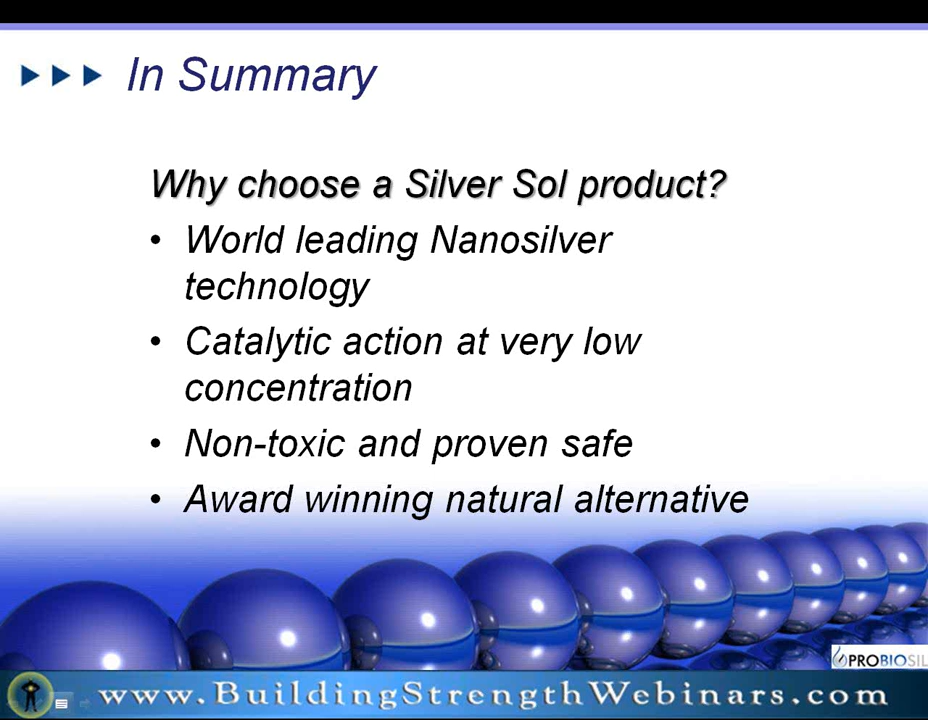 In Summary
Why choose a Silver Sol product?
• World leading Nanosilver
technology
• Catalytic action at very low
concentration
• Non-toxic and proven safe
• Award winning natural alternative
PROBIOSIL
www.BuildingStrengthWebinars.com